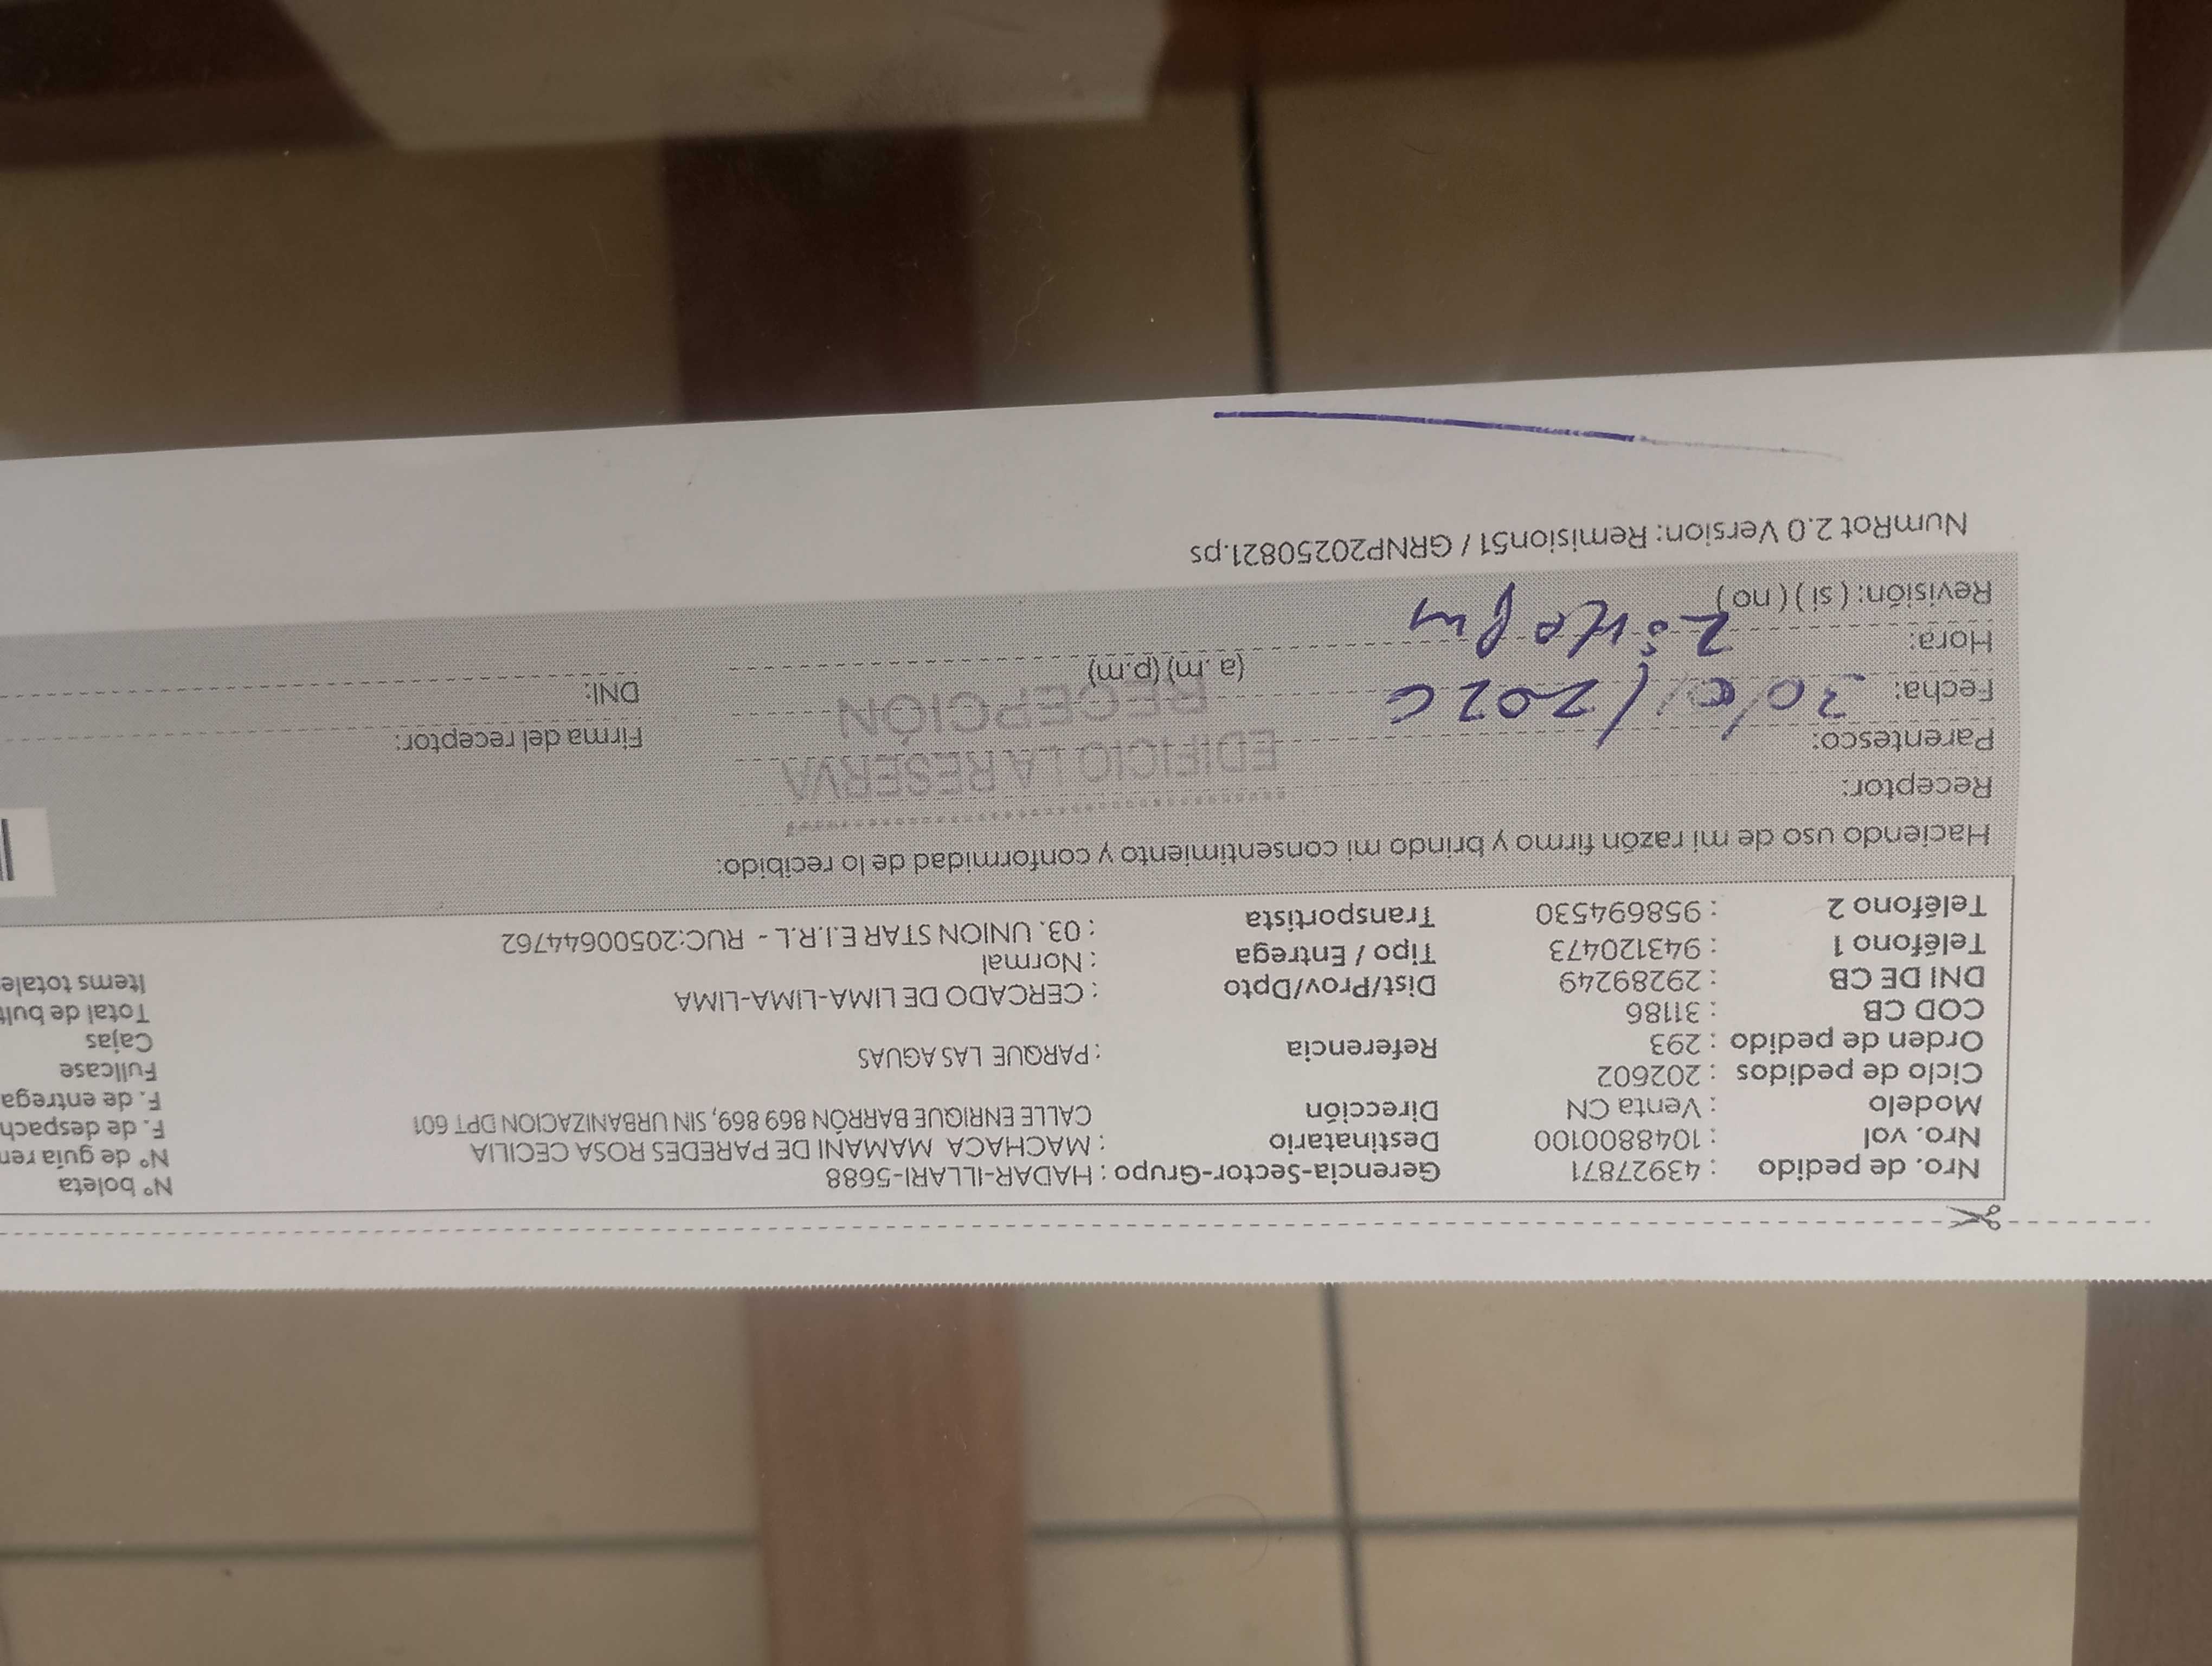 Nº boleta
Nro. de pedido : 43927871 Gerencia-Sector-Grupo : HADAR-ILLARI-5688
Nº de guía
Nro. vol : 1048800100 Destinatario : MACHACA MAMANI DE PAREDES ROSA CECILIA
F. de
Modelo : Venta CN Dirección CALLE ENRIQUE BARRÓN 869 869, SIN URBANIZACION DPT 601
F. de entrega
Ciclo de pedidos : 202602
Fullcase
Orden de pedido : 293 Referencia : PARQUE LAS AGUAS
Cajas
COD CB : 31186
Total de
DNI DE CB : 29289249 Dist/Prov/Dpto : CERCADO DE LIMA-LIMA-LIMA
Items
Teléfono 1 : 943120473 Tipo / Entrega : Normal
Teléfono 2 : 958694530 Transportista : 03. UNION STAR E.I.R.L - RUC:20500644762
Haciendo uso de mi razón firmo y brindo mi consentimiento y conformidad de lo recibido:
Receptor:
EDIFICIO LA RESERVA
Parentesco: Firma del receptor:
RECEPCIÓN
Fecha: 2026
DNI:
Hora: pm (a.m) (p.m)
Revisión: (si) (no)
NumRot 2.0 Version: Remision51 / GRNP20250821.ps